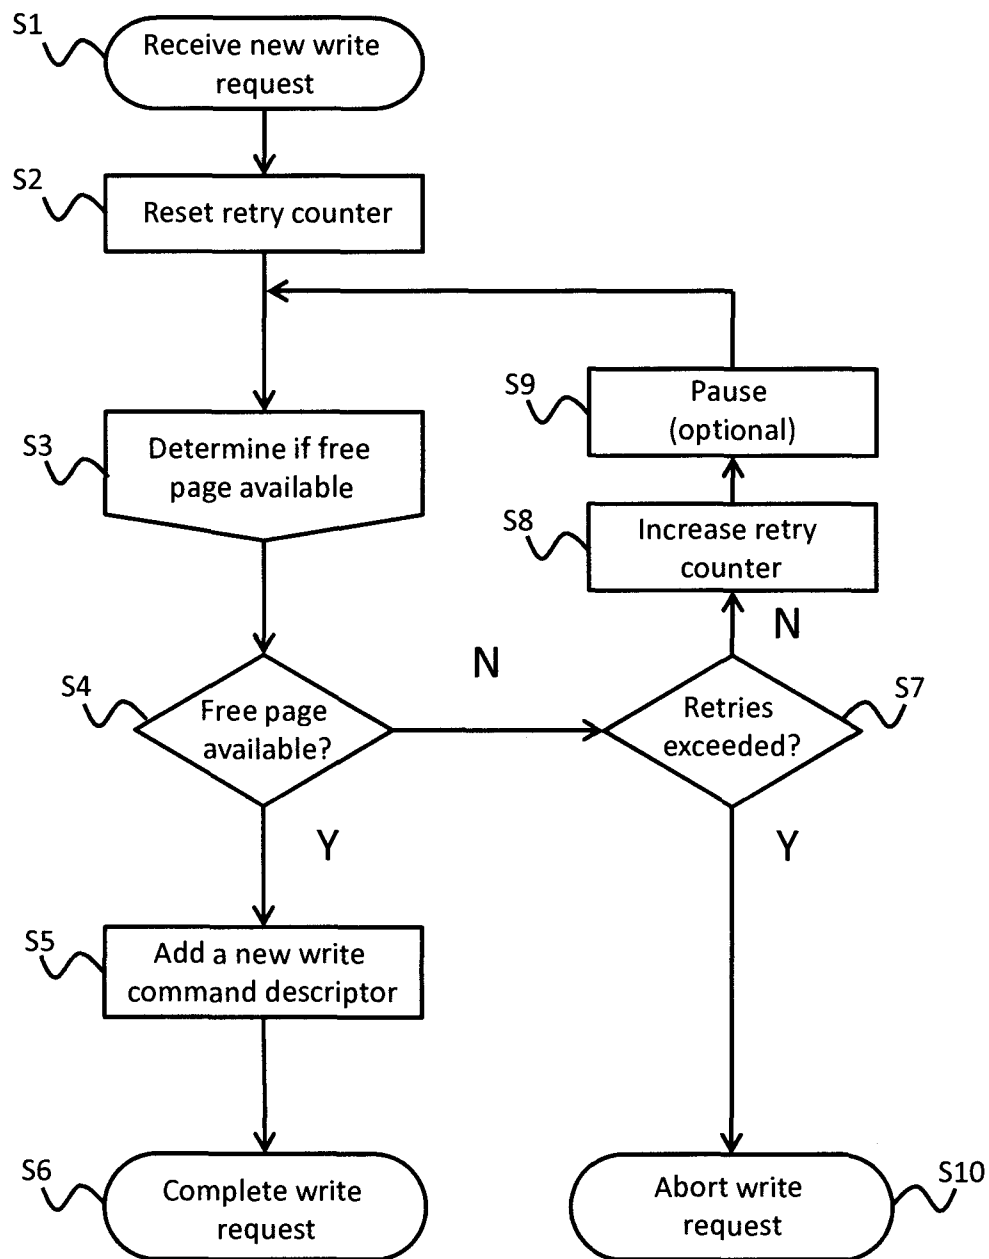 S1
Receive new write
request
S2
Reset retry counter
S3
Determine if free
page available
S9
Pause
(optional)
S8
Increase retry
counter
N
S4
Free page
available?
N
S7
Retries
exceeded?
Y
Y
S5
Add a new write
command descriptor
S6
Complete write
request
S10
Abort write
request